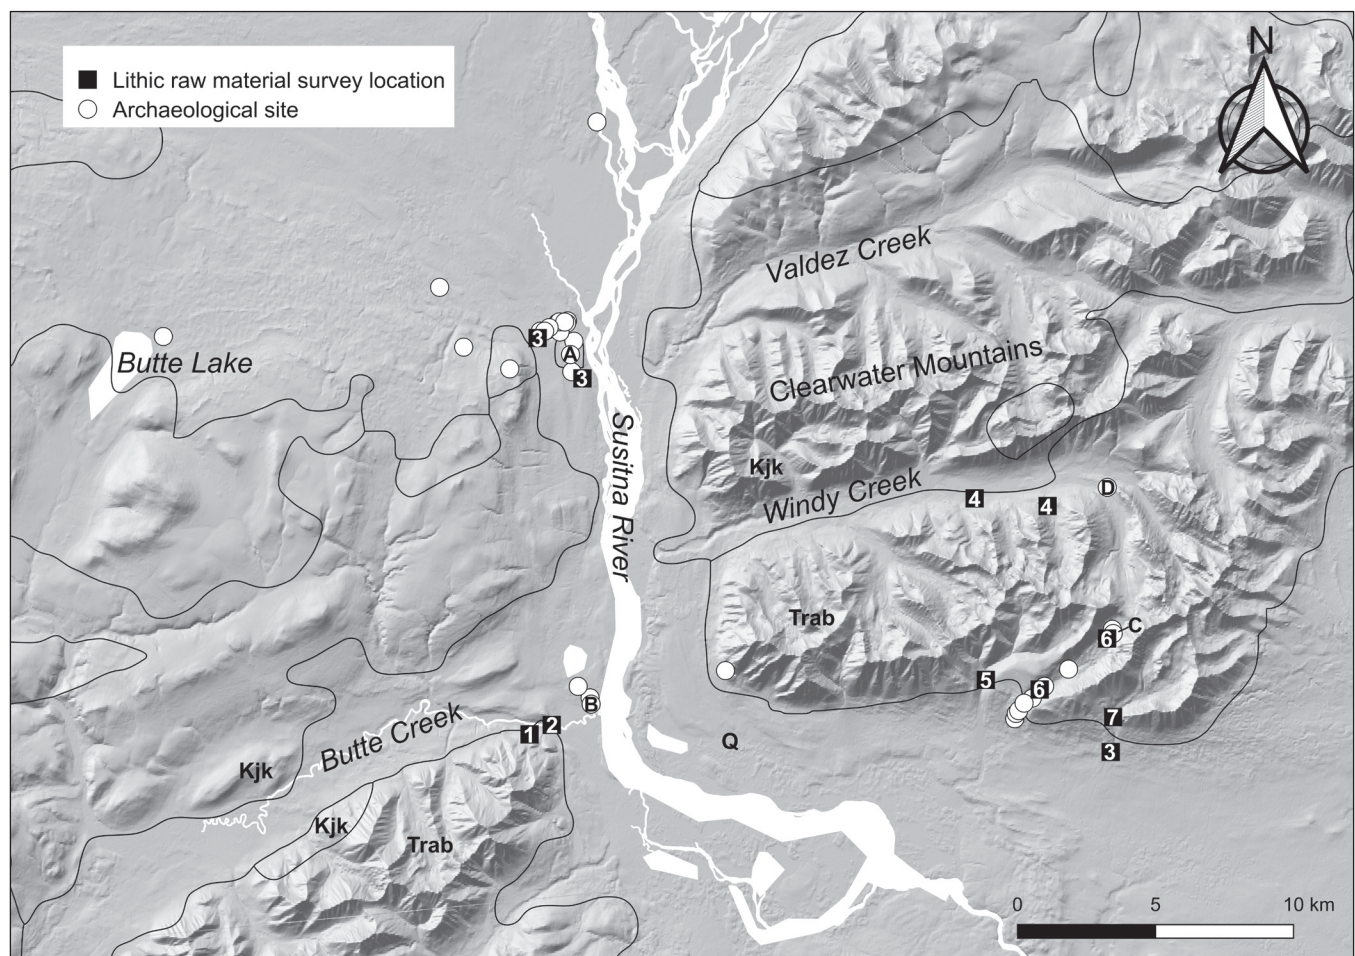 N
Lithic raw material survey location
Archaeological site
Valdez Creek
Butte Lake
3
A
3
Clearwater Mountains
Susitna River
Kjk
Windy Creek
4
4
D
Trab
C
6
5
6
B
7
1
2
Butte Creek
Q
3
Kjk
Kjk
Trab
0
5
10 km